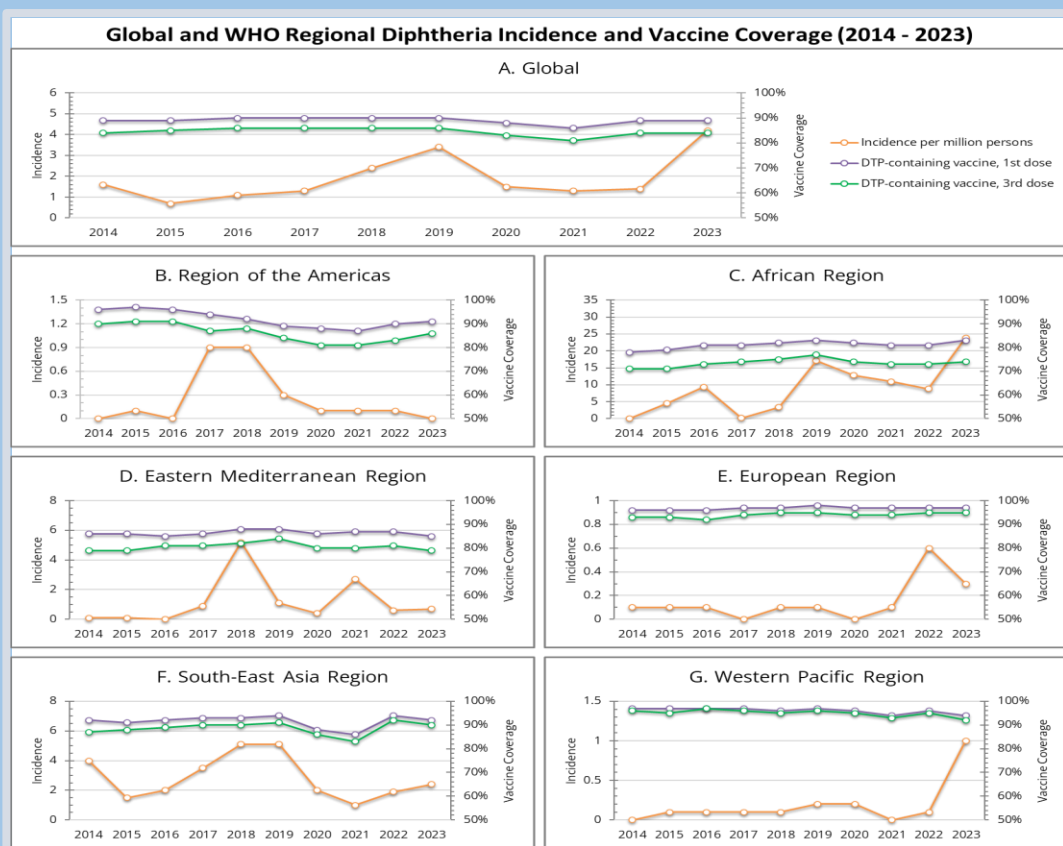 Global and WHO Regional Diphtheria Incidence and Vaccine Coverage (2014 - 2023)
A. Global
6 5 4 3 2 1 0
Incidence
100% 90% 80% 70% 60% 50%
Vaccine Coverage
2014 2015 2016 2017 2018 2019 2020 2021 2022 2023
Incidence per million persons
DTP-containing vaccine, 1st dose
DTP-containing vaccine, 3rd dose
B. Region of the Americas
1.5 1.2 0.9 0.6 0.3 0
Incidence
100% 90% 80% 70% 60% 50%
Vaccine Coverage
2014 2015 2016 2017 2018 2019 2020 2021 2022 2023
C. African Region
35 30 25 20 15 10 5 0
Incidence
100% 90% 80% 70% 60% 50%
Vaccine Coverage
2014 2015 2016 2017 2018 2019 2020 2021 2022 2023
D. Eastern Mediterranean Region
8 6 4 2 0
Incidence
100% 90% 80% 70% 60% 50%
Vaccine Coverage
2014 2015 2016 2017 2018 2019 2020 2021 2022 2023
E. European Region
1 0.8 0.6 0.4 0.2 0
Incidence
100% 90% 80% 70% 60% 50%
Vaccine Coverage
2014 2015 2016 2017 2018 2019 2020 2021 2022 2023
F. South-East Asia Region
8 6 4 2 0
Incidence
100% 90% 80% 70% 60% 50%
Vaccine Coverage
2014 2015 2016 2017 2018 2019 2020 2021 2022 2023
G. Western Pacific Region
1.5 1 0.5 0
Incidence
100% 90% 80% 70% 60% 50%
Vaccine Coverage
2014 2015 2016 2017 2018 2019 2020 2021 2022 2023